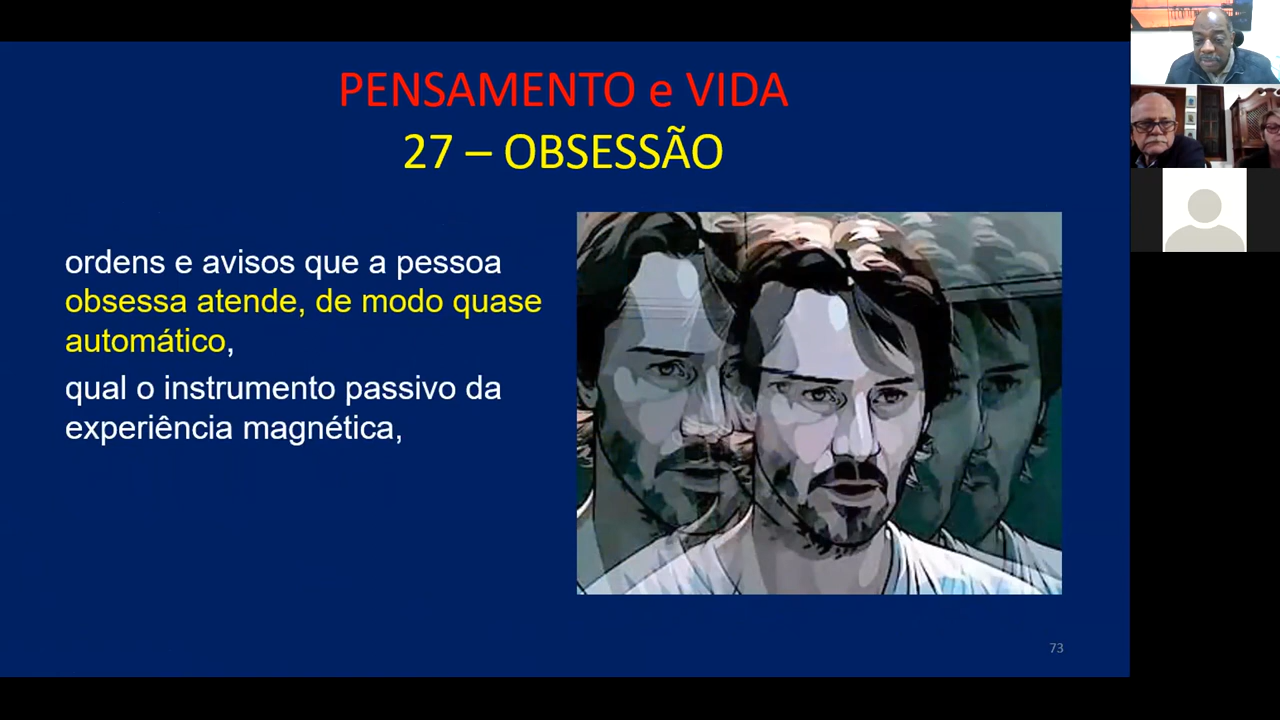 PENSAMENTO e VIDA
27 – OBSESSÃO
ordens e avisos que a pessoa
obsessa atende, de modo quase
automático,
qual o instrumento passivo da
experiência magnética,
73